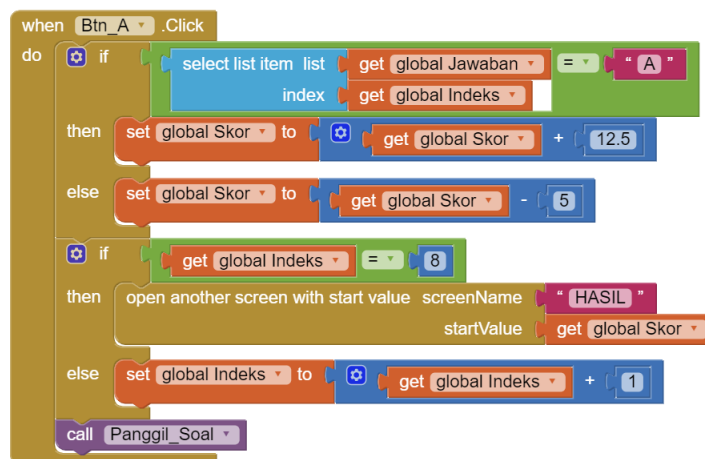 when Btn_A .Click
do if select list item list get global Jawaban = " A "
index get global Indeks
then set global Skor to get global Skor + 12.5
else set global Skor to get global Skor - 5
if get global Indeks = 8
then open another screen with start value screenName " HASIL "
startValue get global Skor
else set global Indeks to get global Indeks + 1
call Panggil_Soal